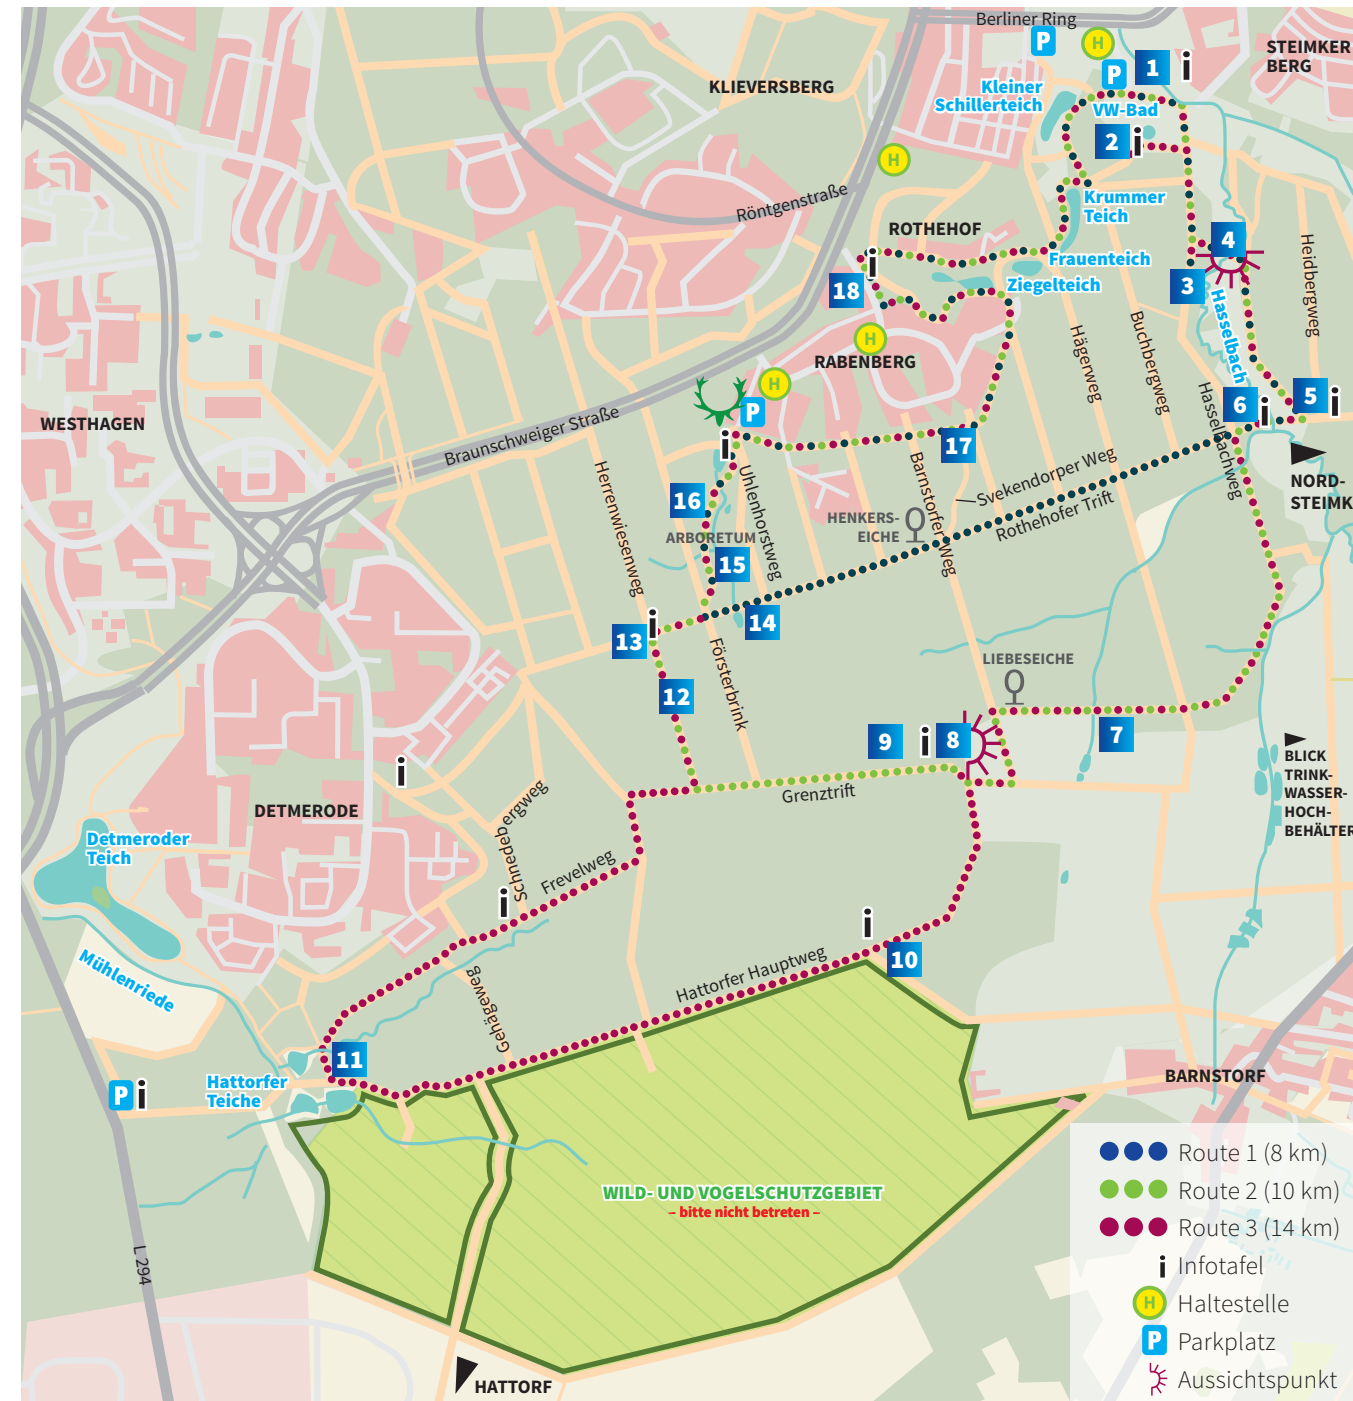 Berliner Ring
P
H
P
1
i
STEIMKER
BERG
KLIEVERSBERG
Kleiner
Schillerteich
VW-Bad
2
i
H
Röntgenstraße
Krummer
Teich
ROTHEHOF
4
Frauenteich
Heidbergweg
i
18
Ziegelteich
3
Hasselbach
H
RABENBERG
Hägerweg
Buchbergweg
H
P
WESTHAGEN
Braunschweiger Straße
i
17
6
i
5
i
Hasselbachweg
Herrenwiesenweg
Uhlenhorstweg
Barnstorfer Weg
Svekendorper Weg
Rothehofer Trift
NORD-
STEIMK
16
ARBORETUM
HENKERS-
EICHE
15
14
i
13
Försterbrink
12
LIEBESEICHE
9
i
8
7
BLICK
TRINK-
WASSER-
HOCH-
BEHÄLTER
i
Grenztrift
DETMERODE
Schnedebergweg
Detmeroder
Teich
Frevelweg
i
i
10
Mühlenriede
Hattorfer Hauptweg
Gehägeweg
11
Hattorfer
Teiche
P
i
BARNSTORF
WILD- UND VOGELSCHUTZGEBIET
– bitte nicht betreten –
L 294
HATTORF
Route 1 (8 km)
Route 2 (10 km)
Route 3 (14 km)
i Infotafel
H Haltestelle
P Parkplatz
Aussichtspunkt